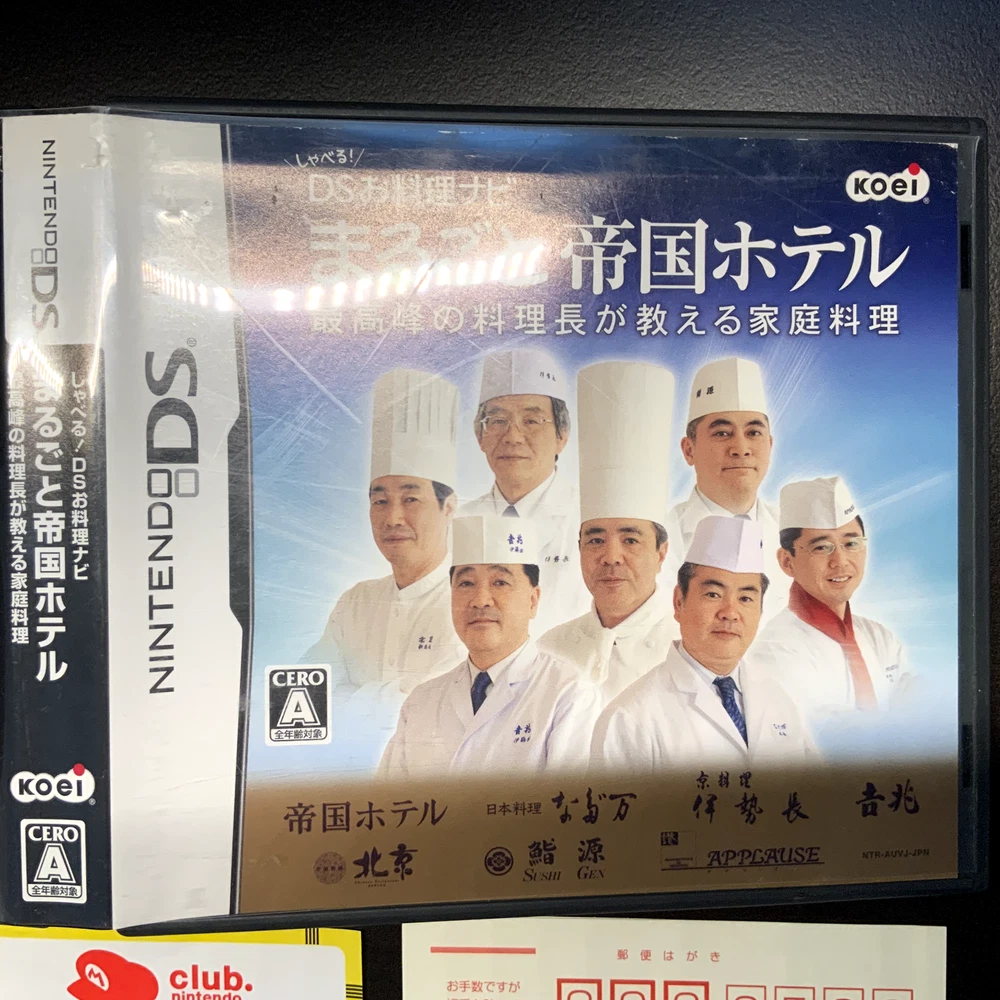 NINTENDO DS
しゃべる!DSお料理ナビ
まるごと帝国ホテル
最高峰の料理長が教える家庭料理
KOEI
CERO
A
全年齢対象
NINTENDO DS
しゃべる!
DSお料理ナビ
まるごと帝国ホテル
最高峰の料理長が教える家庭料理
KOEI
CERO
A
全年齢対象
帝国ホテル
日本料理 なだ万
京料理
伊勢長
吉兆
北京
鮨 源
SUSHI GEN
APPLAUSE
NTR-AUVJ-JPN
M
club.
nintendo
郵便はがき
お手数ですが